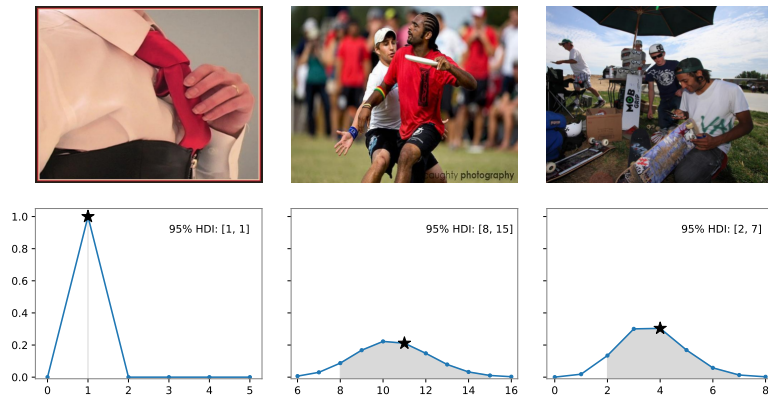 aughty photography
MOB
GRIP
95% HDI: [1, 1]
95% HDI: [8, 15]
95% HDI: [2, 7]
1.0
0.8
0.6
0.4
0.2
0.0
0 1 2 3 4 5
6 8 10 12 14 16
0 2 4 6 8